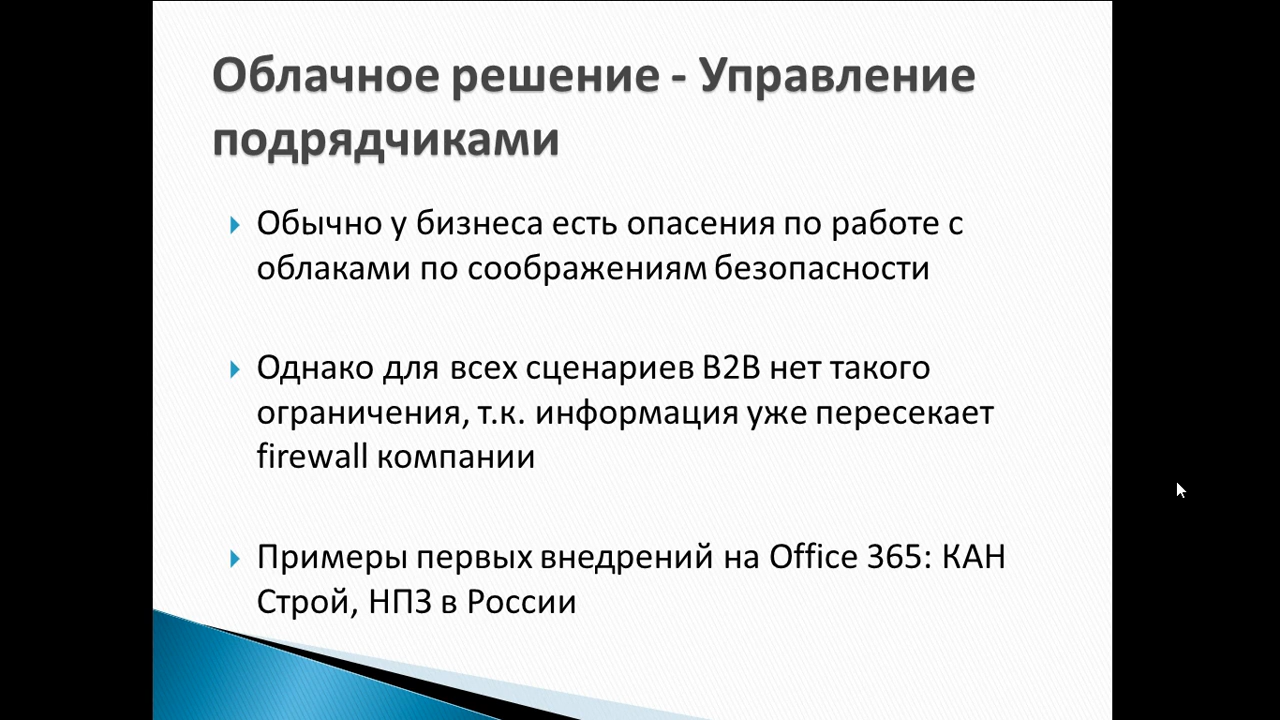 Облачное решение - Управление
подрядчиками
Обычно у бизнеса есть опасения по работе с
облаками по соображениям безопасности
Однако для всех сценариев B2B нет такого
ограничения, т.к. информация уже пересекает
firewall компании
Примеры первых внедрений на Office 365: КАН
Строй, НПЗ в России